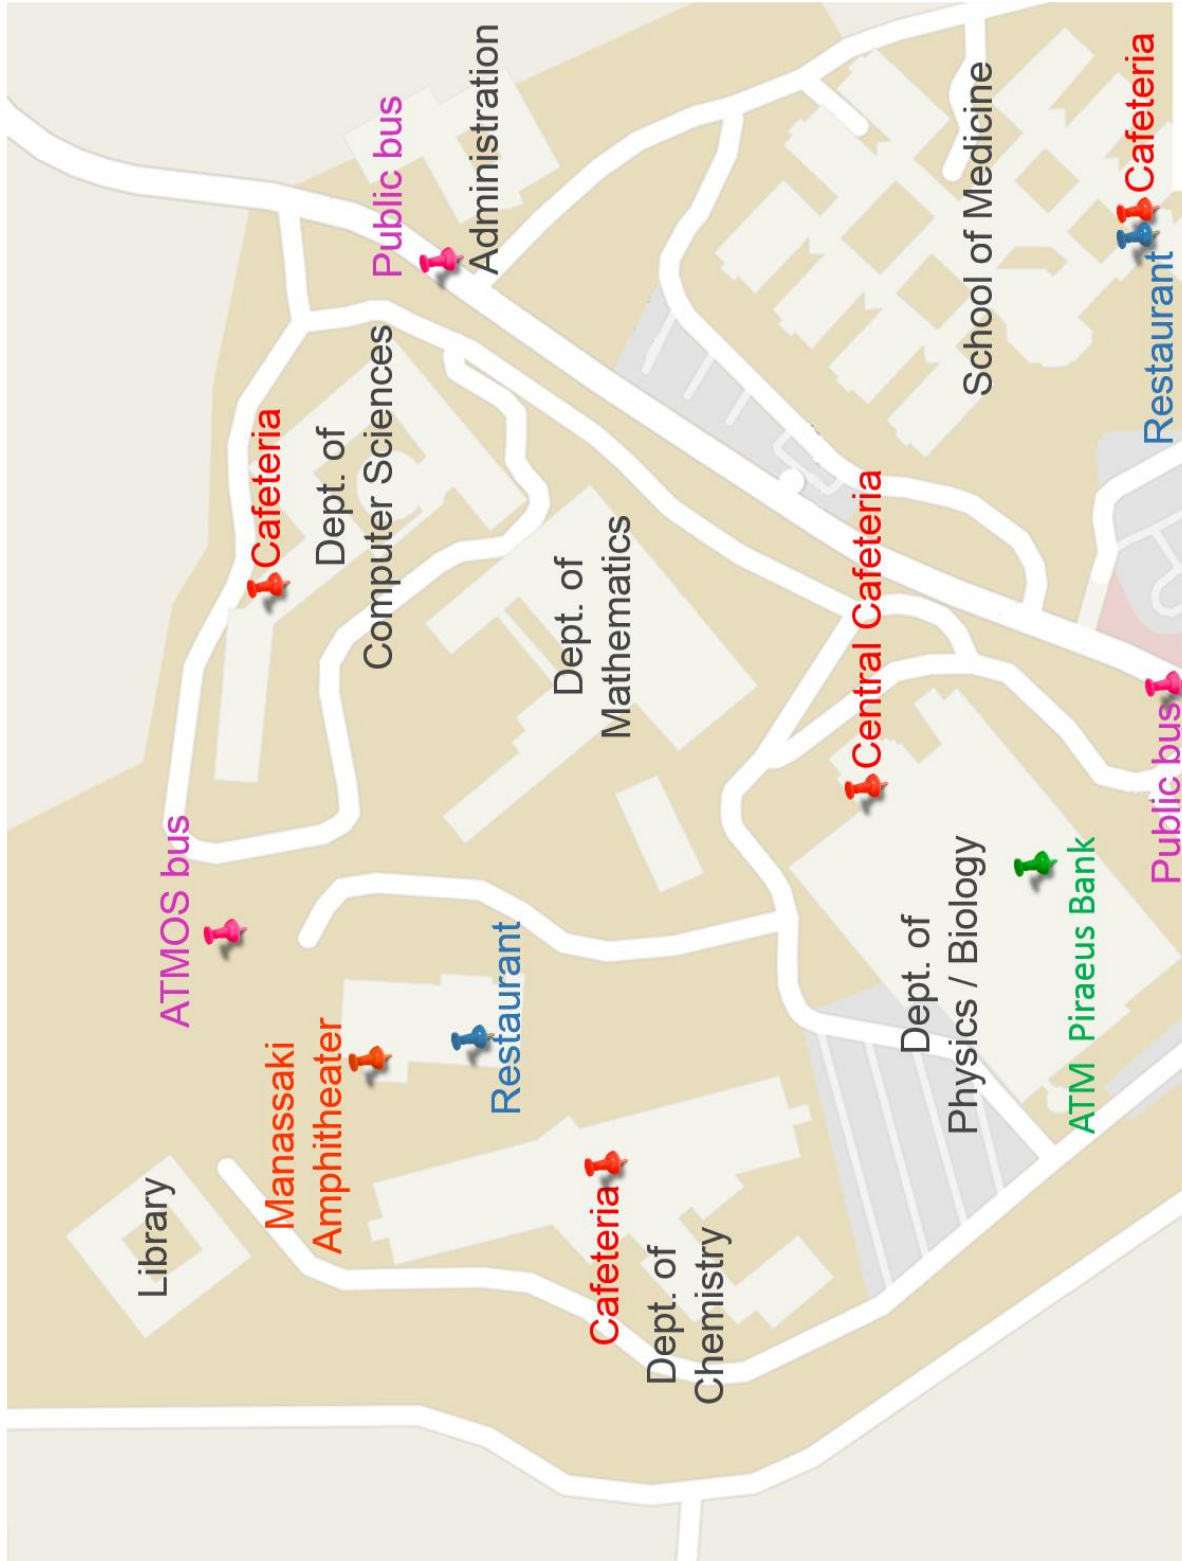 Library
ATMOS bus
Manassaki
Amphitheater
Restaurant
Cafeteria
Dept. of
Computer Sciences
Public bus
Administration
Cafeteria
Dept. of
Chemistry
Dept. of
Mathematics
Central Cafeteria
Dept. of
Physics / Biology
ATM Piraeus Bank
Public bus
School of Medicine
Restaurant
Cafeteria